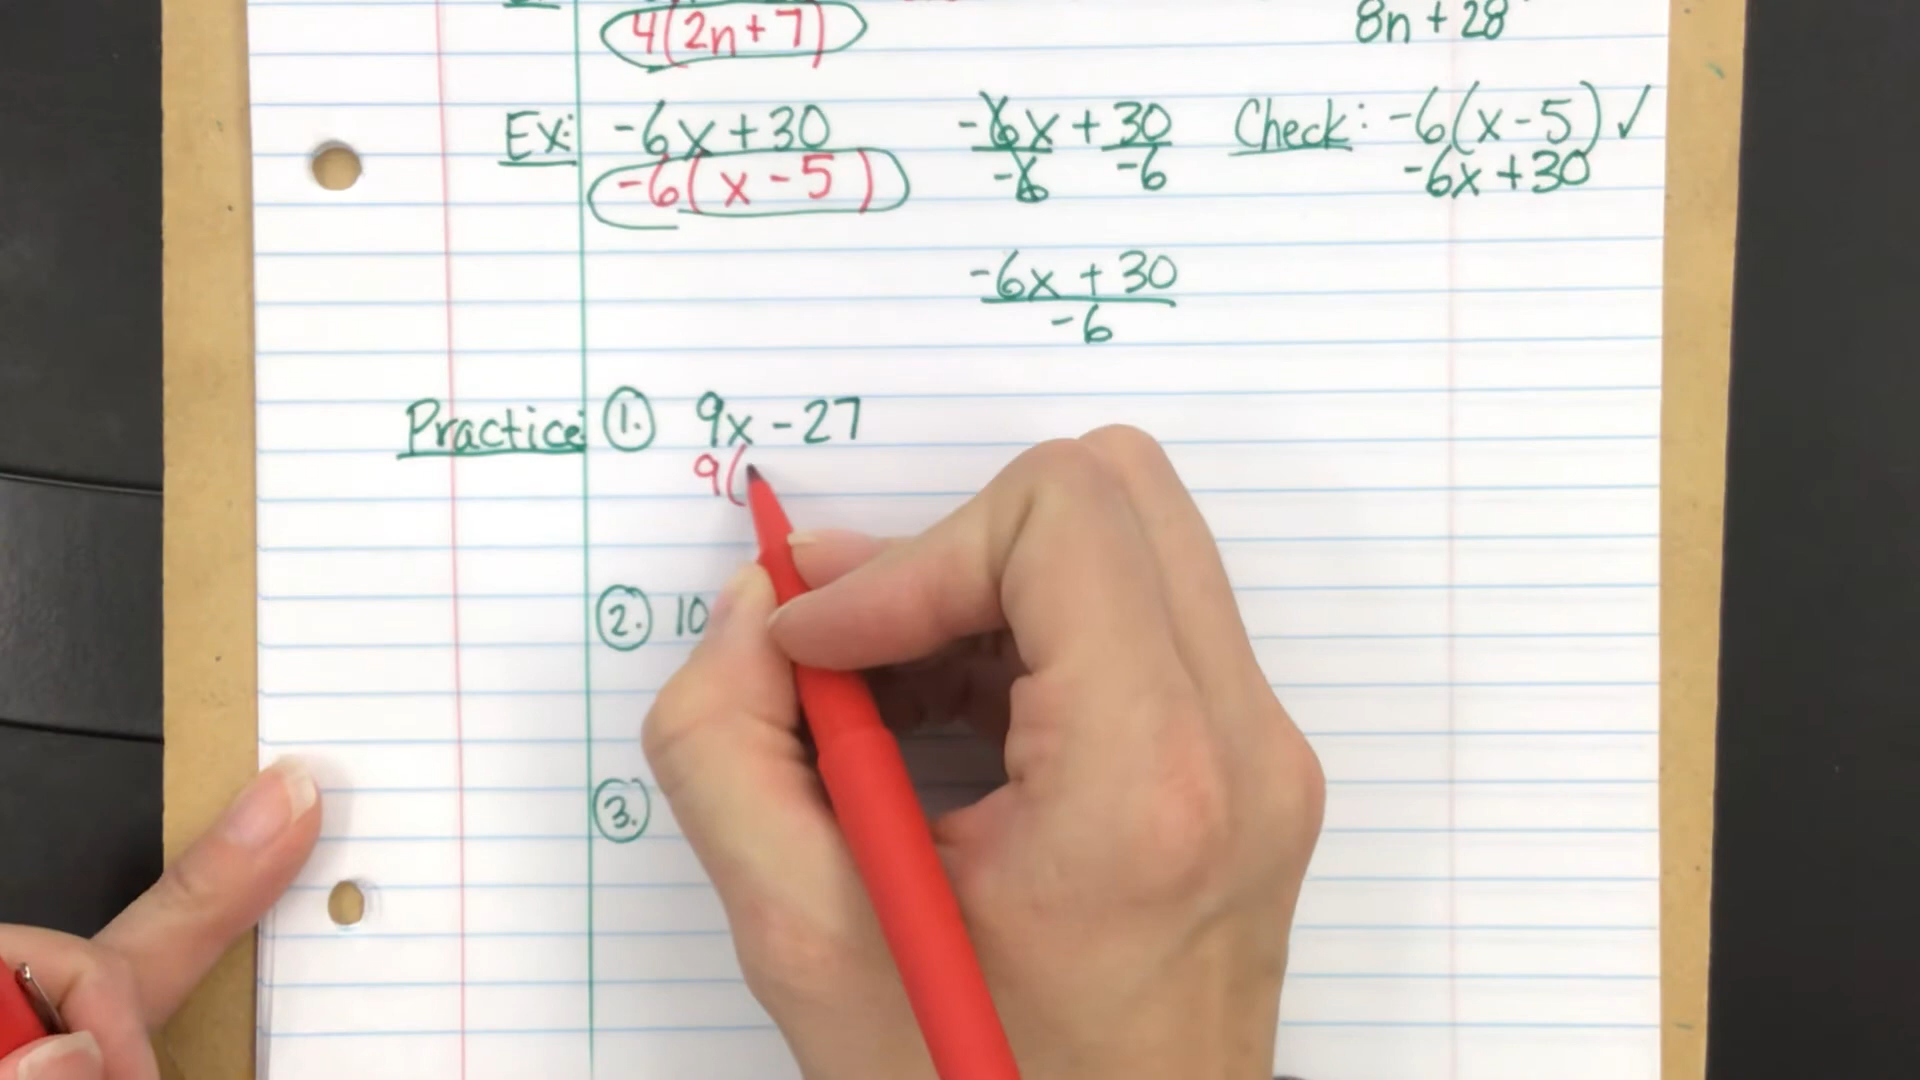 4(2n+7)
8n + 28
Ex: -6x+30
-6(x-5)
-6x + 30
-6 -6
Check: -6(x-5) ✓
-6x+30
-6x + 30
-6
Practice: 1. 9x - 27
9(
2. 10
3.